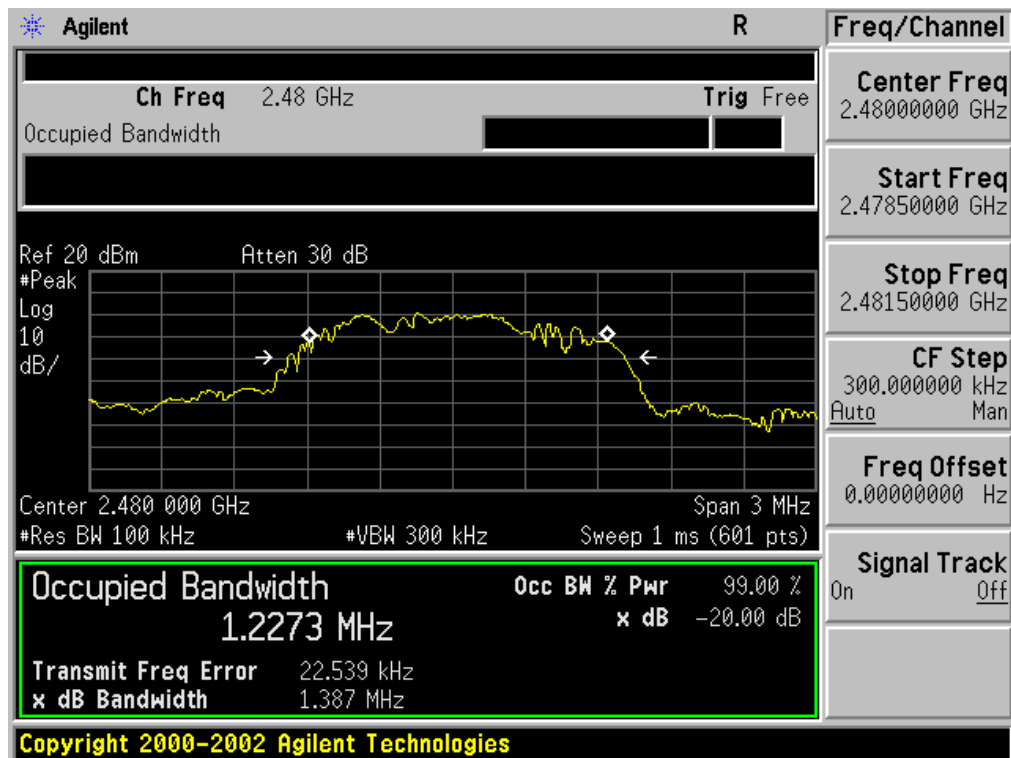 Agilent R Freq/Channel
Ch Freq 2.48 GHz Trig Free
Occupied Bandwidth
Center Freq
2.48000000 GHz
Start Freq
2.47850000 GHz
Ref 20 dBm Atten 30 dB
#Peak
Log
10
dB/
Stop Freq
2.48150000 GHz
CF Step
300.000000 kHz
Auto Man
Freq Offset
0.00000000 Hz
Center 2.480 000 GHz Span 3 MHz
#Res BW 100 kHz #VBW 300 kHz Sweep 1 ms (601 pts)
Signal Track
On Off
Occupied Bandwidth Occ BW % Pwr 99.00 %
1.2273 MHz x dB -20.00 dB
Transmit Freq Error 22.539 kHz
x dB Bandwidth 1.387 MHz
Copyright 2000-2002 Agilent Technologies